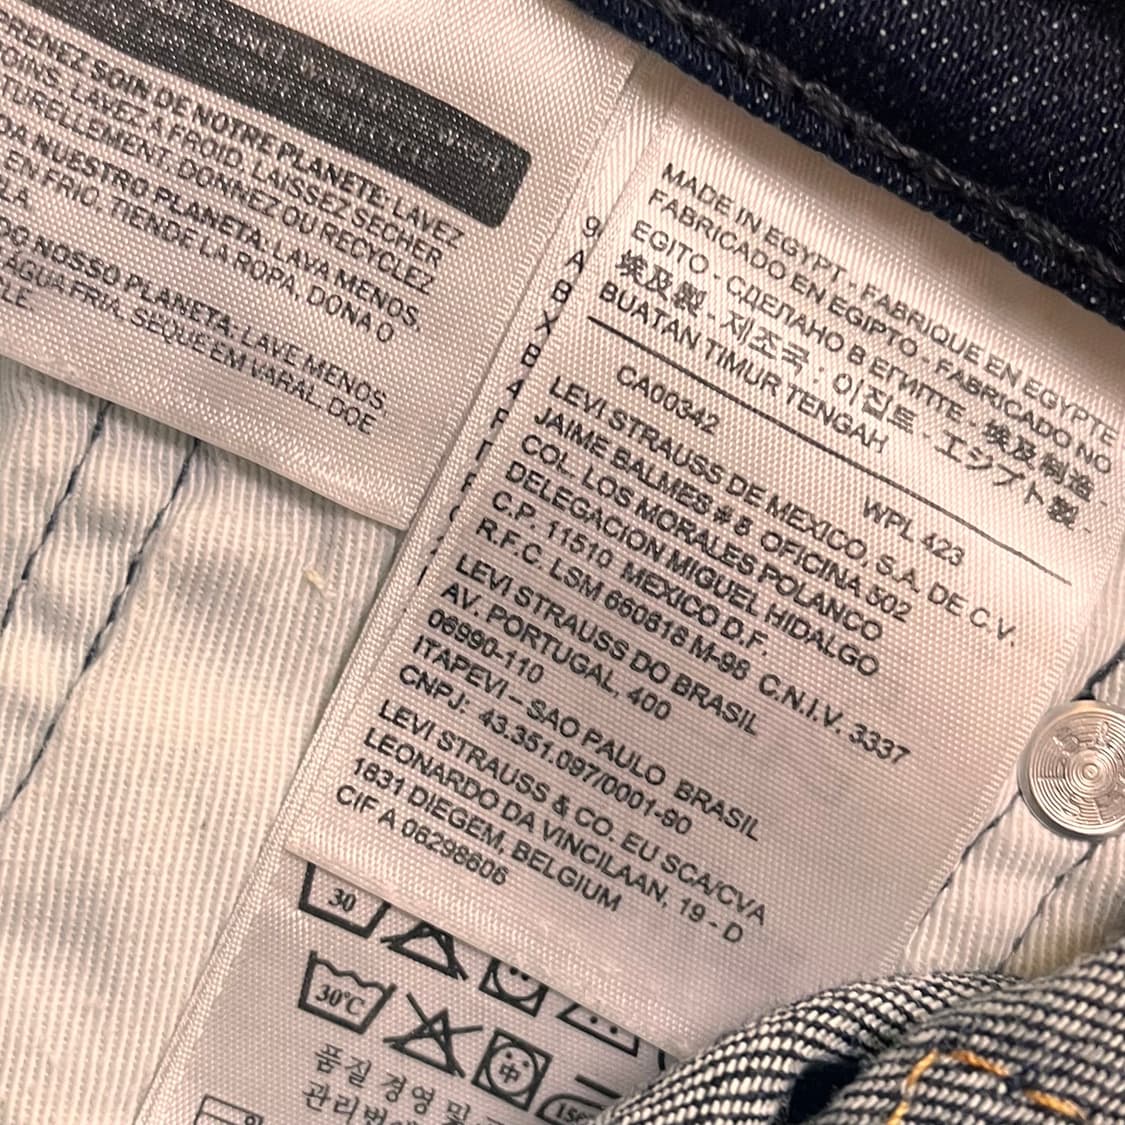 PRENEZ SOIN DE NOTRE PLANETE: LAVEZ
MOINS, LAVEZ A FROID, LAISSEZ SECHER
TURELLEMENT. DONNEZ OU RECYCLEZ
DA NUESTRO PLANETA: LAVA MENOS,
EN FRIO, TIENDE LA ROPA, DONA O
LA.
DO NOSSO PLANETA: LAVE MENOS,
ÁGUA FRIA, SEQUE EM VARAL, DOE
CLE.
MADE IN EGYPT - FABRIQUE EN EGYPTE
FABRICADO EN EGIPTO - FABRICADO NO
EGITO - СДЕЛАНО В ЕГИПТЕ - 埃及制造 -
埃及製 - 제조국 : 이집트 - エジプト製 -
BUATAN TIMUR TENGAH
CA00342 WPL 423
LEVI STRAUSS DE MEXICO, S.A. DE C.V.
JAIME BALMES # 8 OFICINA 502
COL. LOS MORALES POLANCO
DELEGACION MIGUEL HIDALGO
C.P. 11510 MEXICO D.F.
R.F.C. LSM 660618 M-98 C.N.I.V. 3337
LEVI STRAUSS DO BRASIL
AV. PORTUGAL, 400
06990-110
ITAPEVI – SAO PAULO BRASIL
CNPJ: 43.351.097/0001-90
LEVI STRAUSS & CO. EU SCA/CVA
LEONARDO DA VINCILAAN, 19 - D
1831 DIEGEM, BELGIUM
CIF A 06298606
30
30°C 中
품질 경영 및
관리번